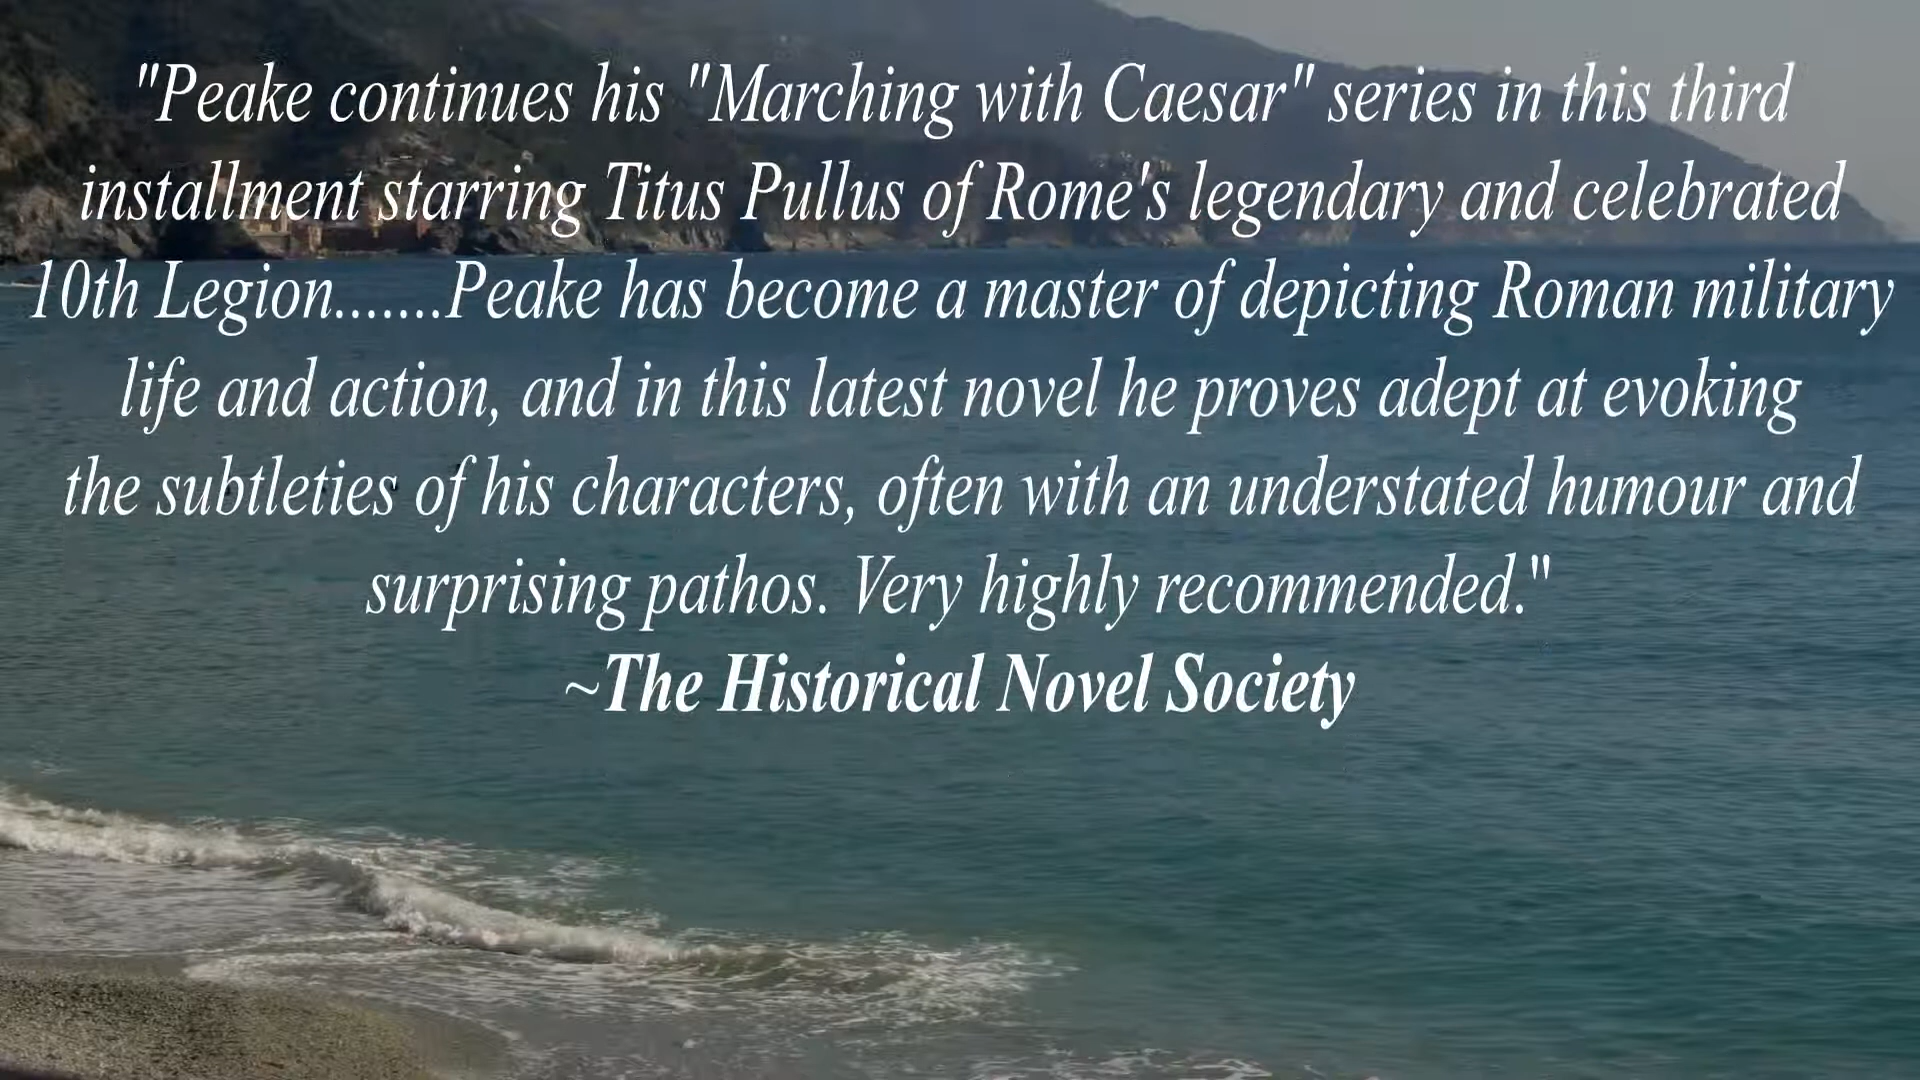 "Peake continues his "Marching with Caesar" series in this third
installment starring Titus Pullus of Rome's legendary and celebrated
10th Legion.......Peake has become a master of depicting Roman military
life and action, and in this latest novel he proves adept at evoking
the subtleties of his characters, often with an understated humour and
surprising pathos. Very highly recommended."
~The Historical Novel Society